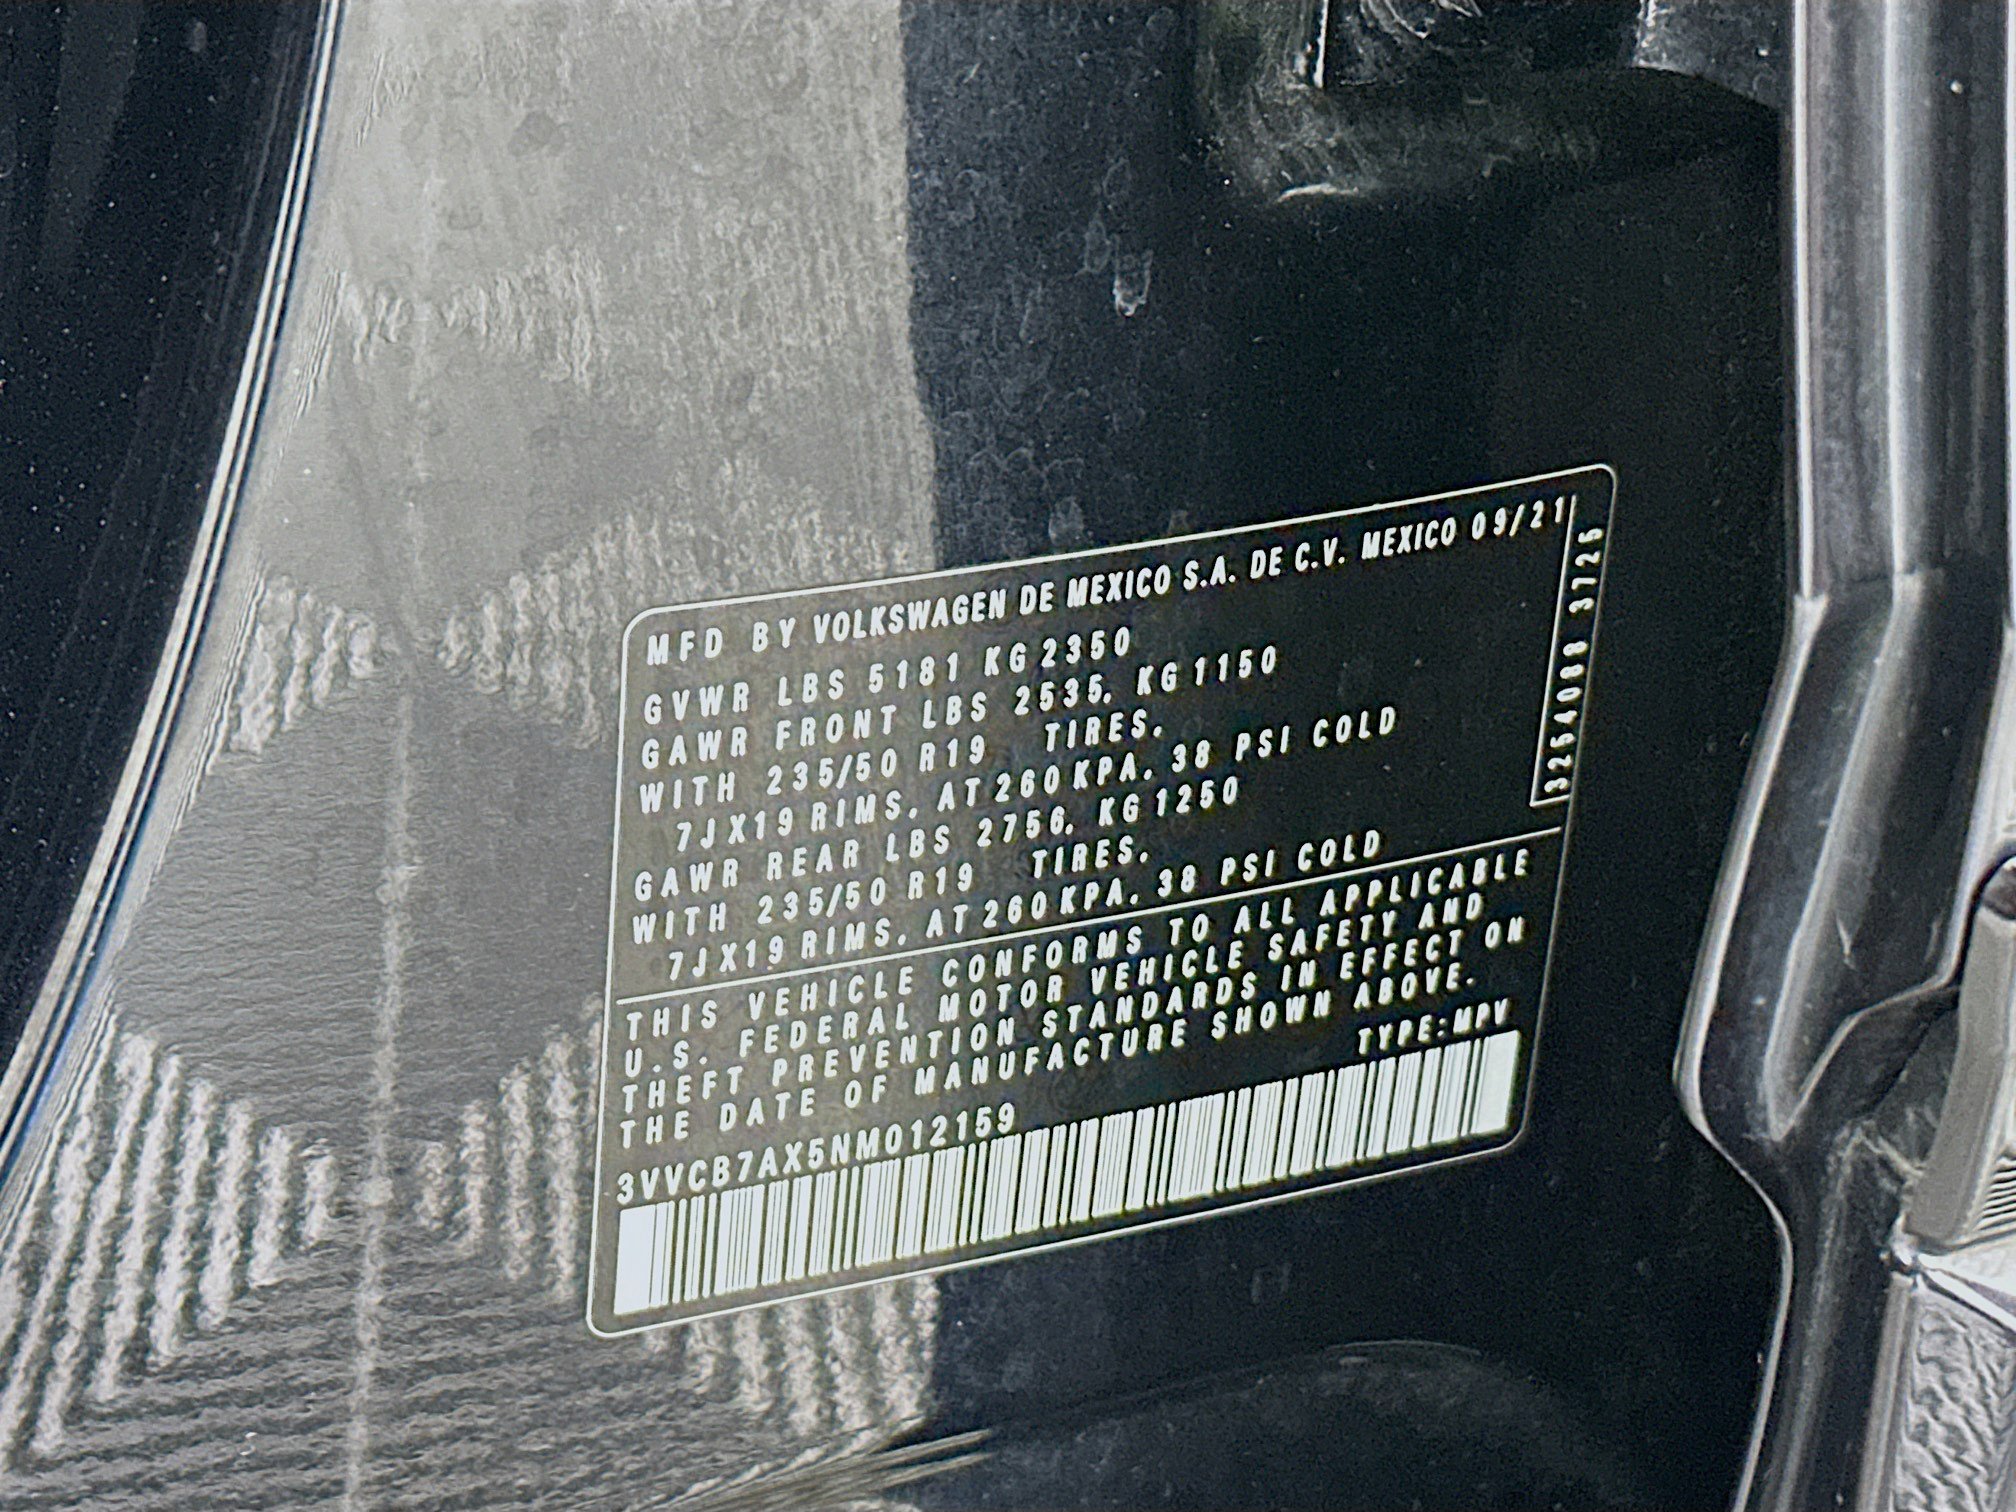 MFD BY VOLKSWAGEN DE MEXICO S.A. DE C.V. MEXICO 09/21
GVWR LBS 5181 KG 2350
GAWR FRONT LBS 2535, KG 1150
WITH 235/50 R19 TIRES,
7JX19 RIMS, AT 260 KPA, 38 PSI COLD
GAWR REAR LBS 2756, KG 1250
WITH 235/50 R19 TIRES,
7JX19 RIMS, AT 260 KPA, 38 PSI COLD
3254088 3725
THIS VEHICLE CONFORMS TO ALL APPLICABLE
U.S. FEDERAL MOTOR VEHICLE SAFETY AND
THEFT PREVENTION STANDARDS IN EFFECT ON
THE DATE OF MANUFACTURE SHOWN ABOVE.
TYPE:MPV
3VVCB7AX5NM012159